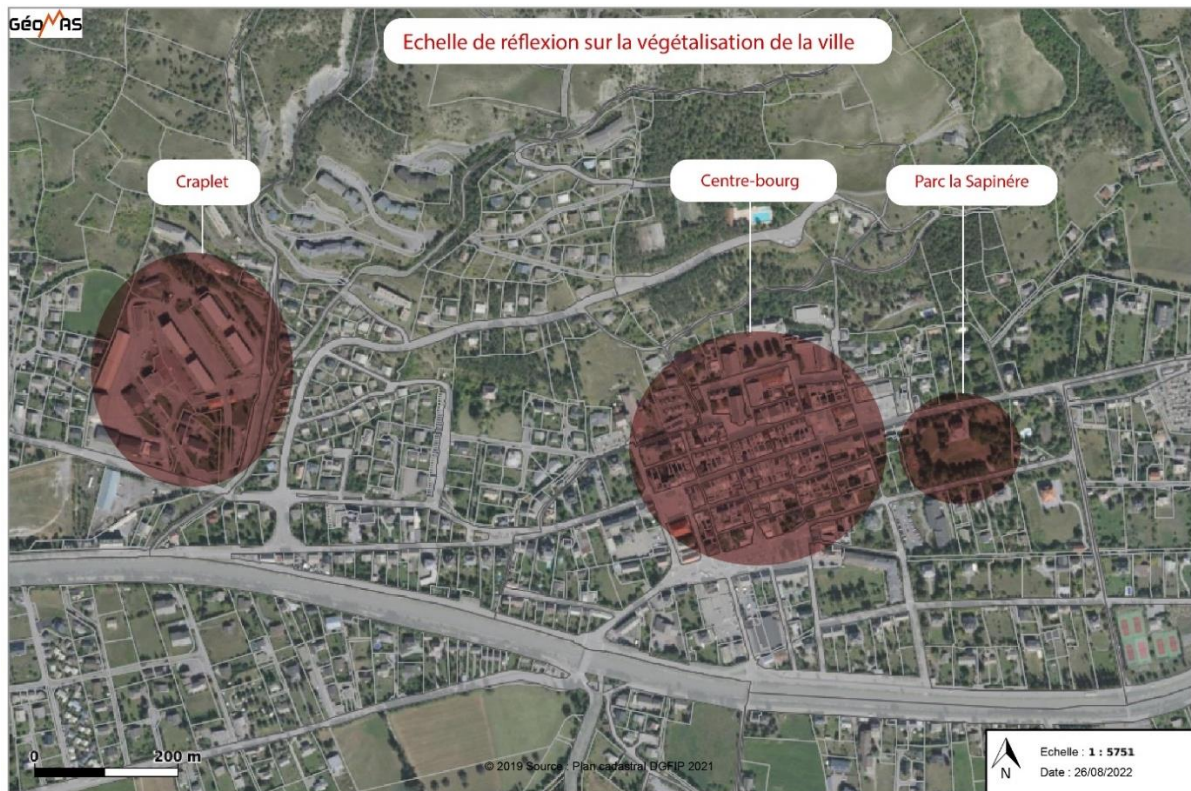 GéoMAS
Echelle de réflexion sur la végétalisation de la ville
Craplet
Centre-bourg
Parc la Sapinére
0 200 m
© 2019 Source : Plan cadastral DGFIP 2021
N
Echelle : 1 : 5751
Date : 26/08/2022